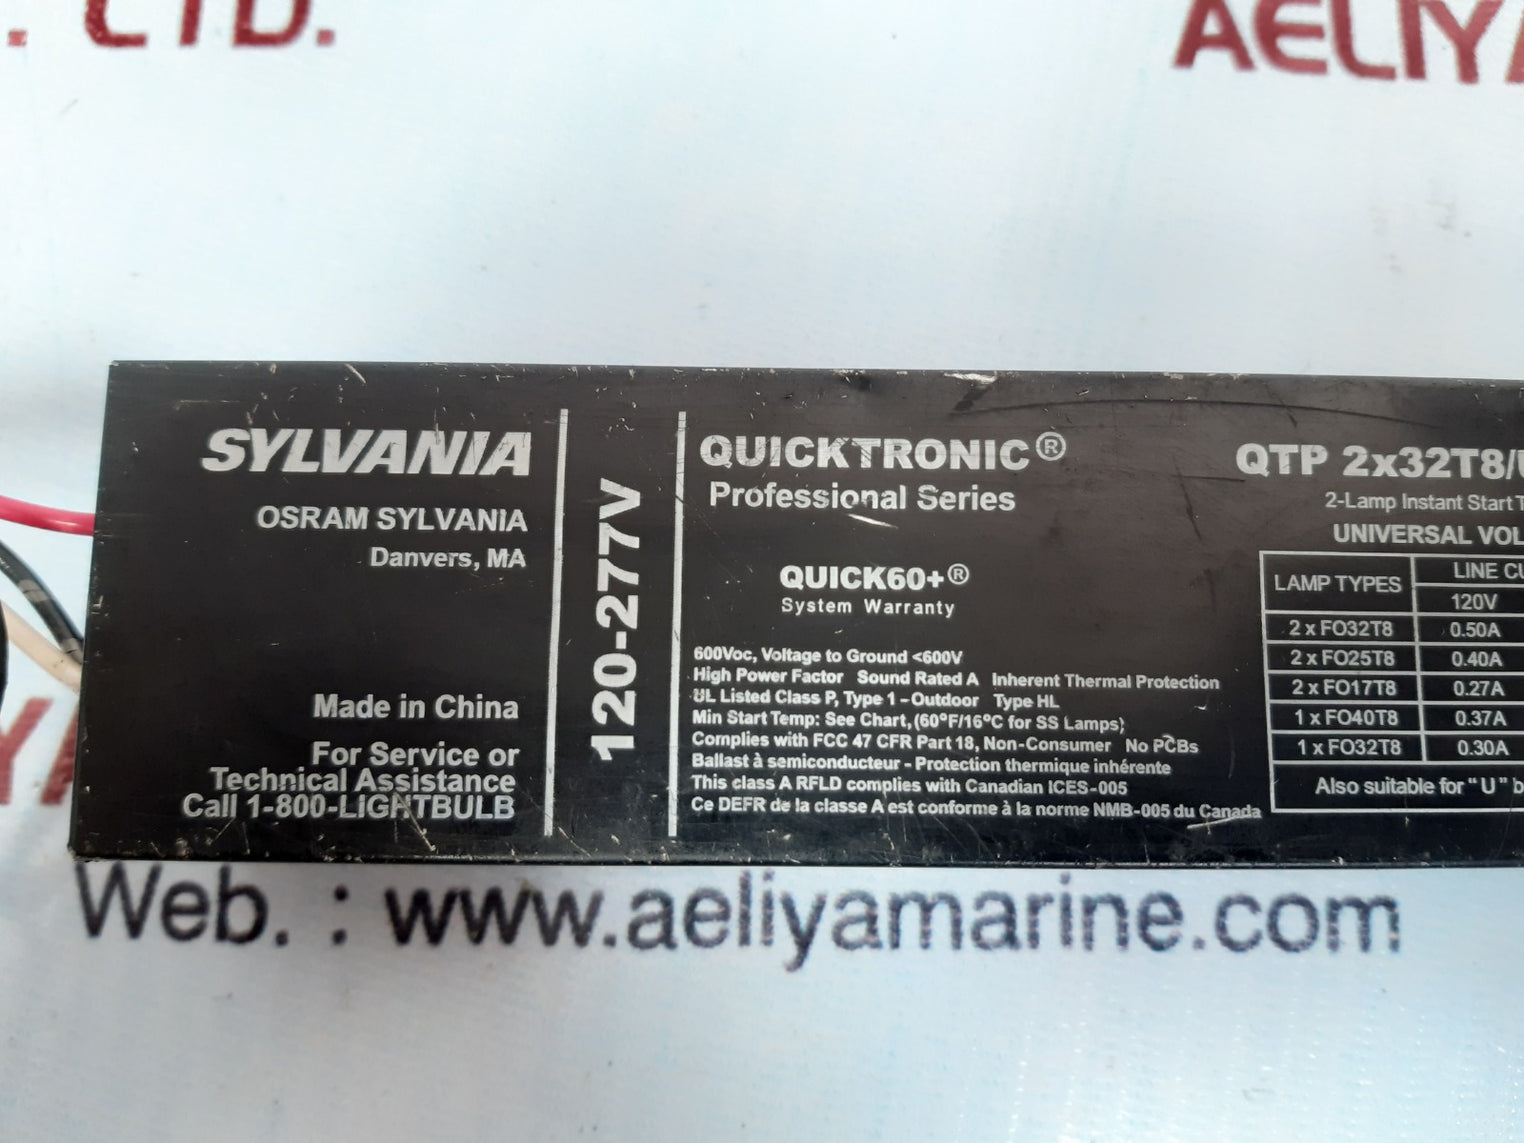 . LTD.
AELIY
SYLVANIA
OSRAM SYLVANIA
Danvers, MA
Made in China
For Service or
Technical Assistance
Call 1-800-LiGHTBULB
120-277V
QUICKTRONIC®
Professional Series
QUICK60+®
System Warranty
600Voc, Voltage to Ground <600V
High Power Factor Sound Rated A Inherent Thermal Protection
UL Listed Class P, Type 1 - Outdoor Type HL
Min Start Temp: See Chart, (60°F/16°C for SS Lamps)
Complies with FCC 47 CFR Part 18, Non-Consumer No PCBs
Ballast à semiconducteur - Protection thermique inhérente
This class A RFLD complies with Canadian ICES-005
Ce DEFR de la classe A est conforme à la norme NMB-005 du Canada
QTP 2x32T8/
2-Lamp Instant Start T
UNIVERSAL VOL
LAMP TYPES LINE CU
120V
2 x FO32T8 0.50A
2 x FO25T8 0.40A
2 x FO17T8 0.27A
1 x FO40T8 0.37A
1 x FO32T8 0.30A
Also suitable for "U" b
Web. : www.aeliyamarine.com